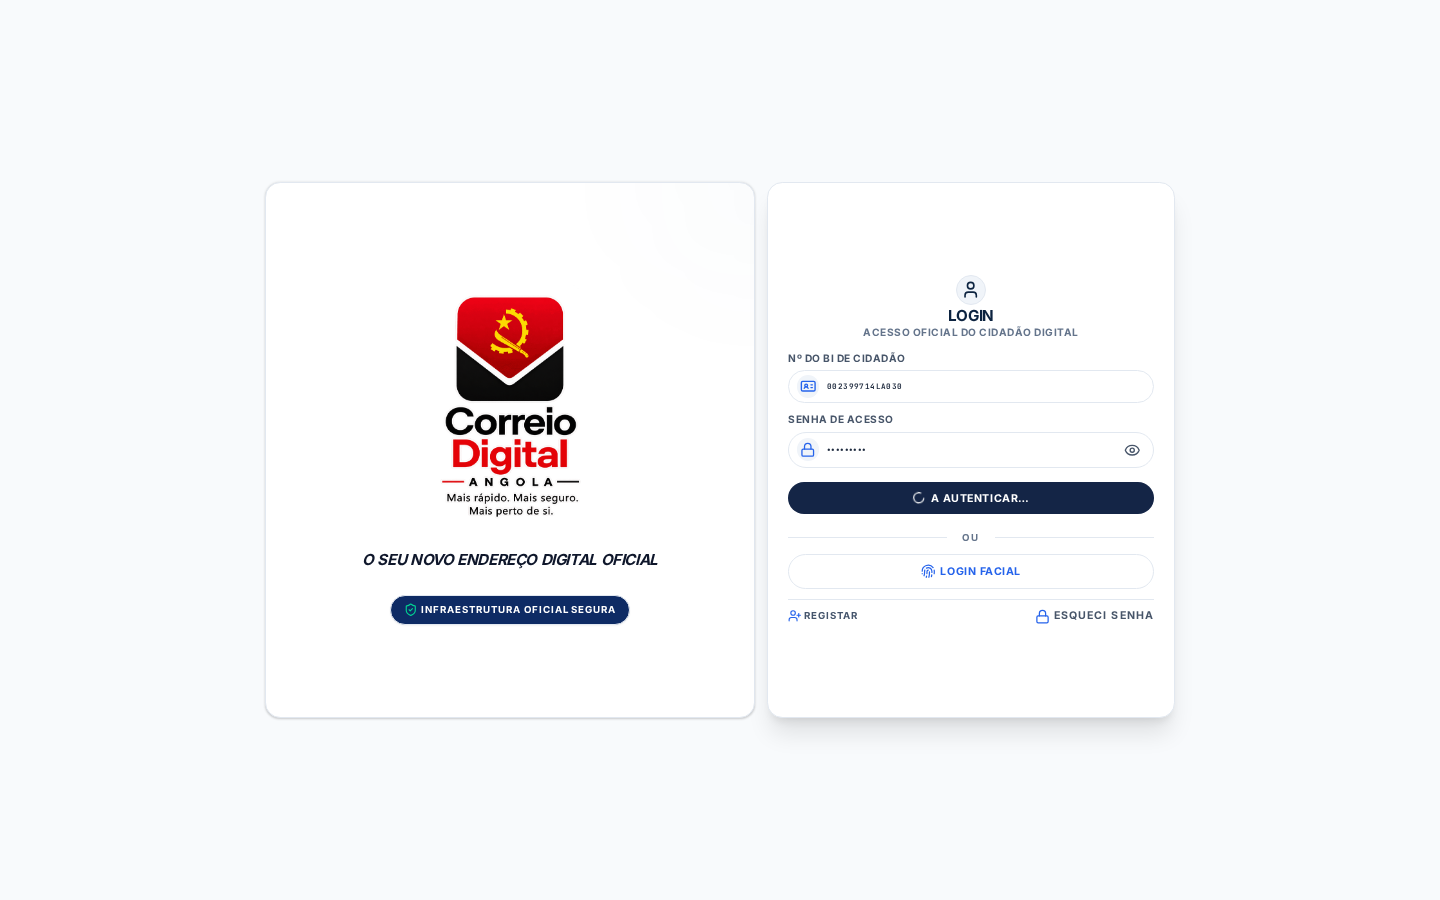 Correio
Digital
ANGOLA
Mais rápido. Mais seguro.
Mais perto de si.
O SEU NOVO ENDEREÇO DIGITAL OFICIAL
INFRAESTRUTURA OFICIAL SEGURA
LOGIN
ACESSO OFICIAL DO CIDADÃO DIGITAL
Nº DO BI DE CIDADÃO
002399714LA030
SENHA DE ACESSO
•••••••••
A AUTENTICAR...
OU
LOGIN FACIAL
REGISTAR
ESQUECI SENHA